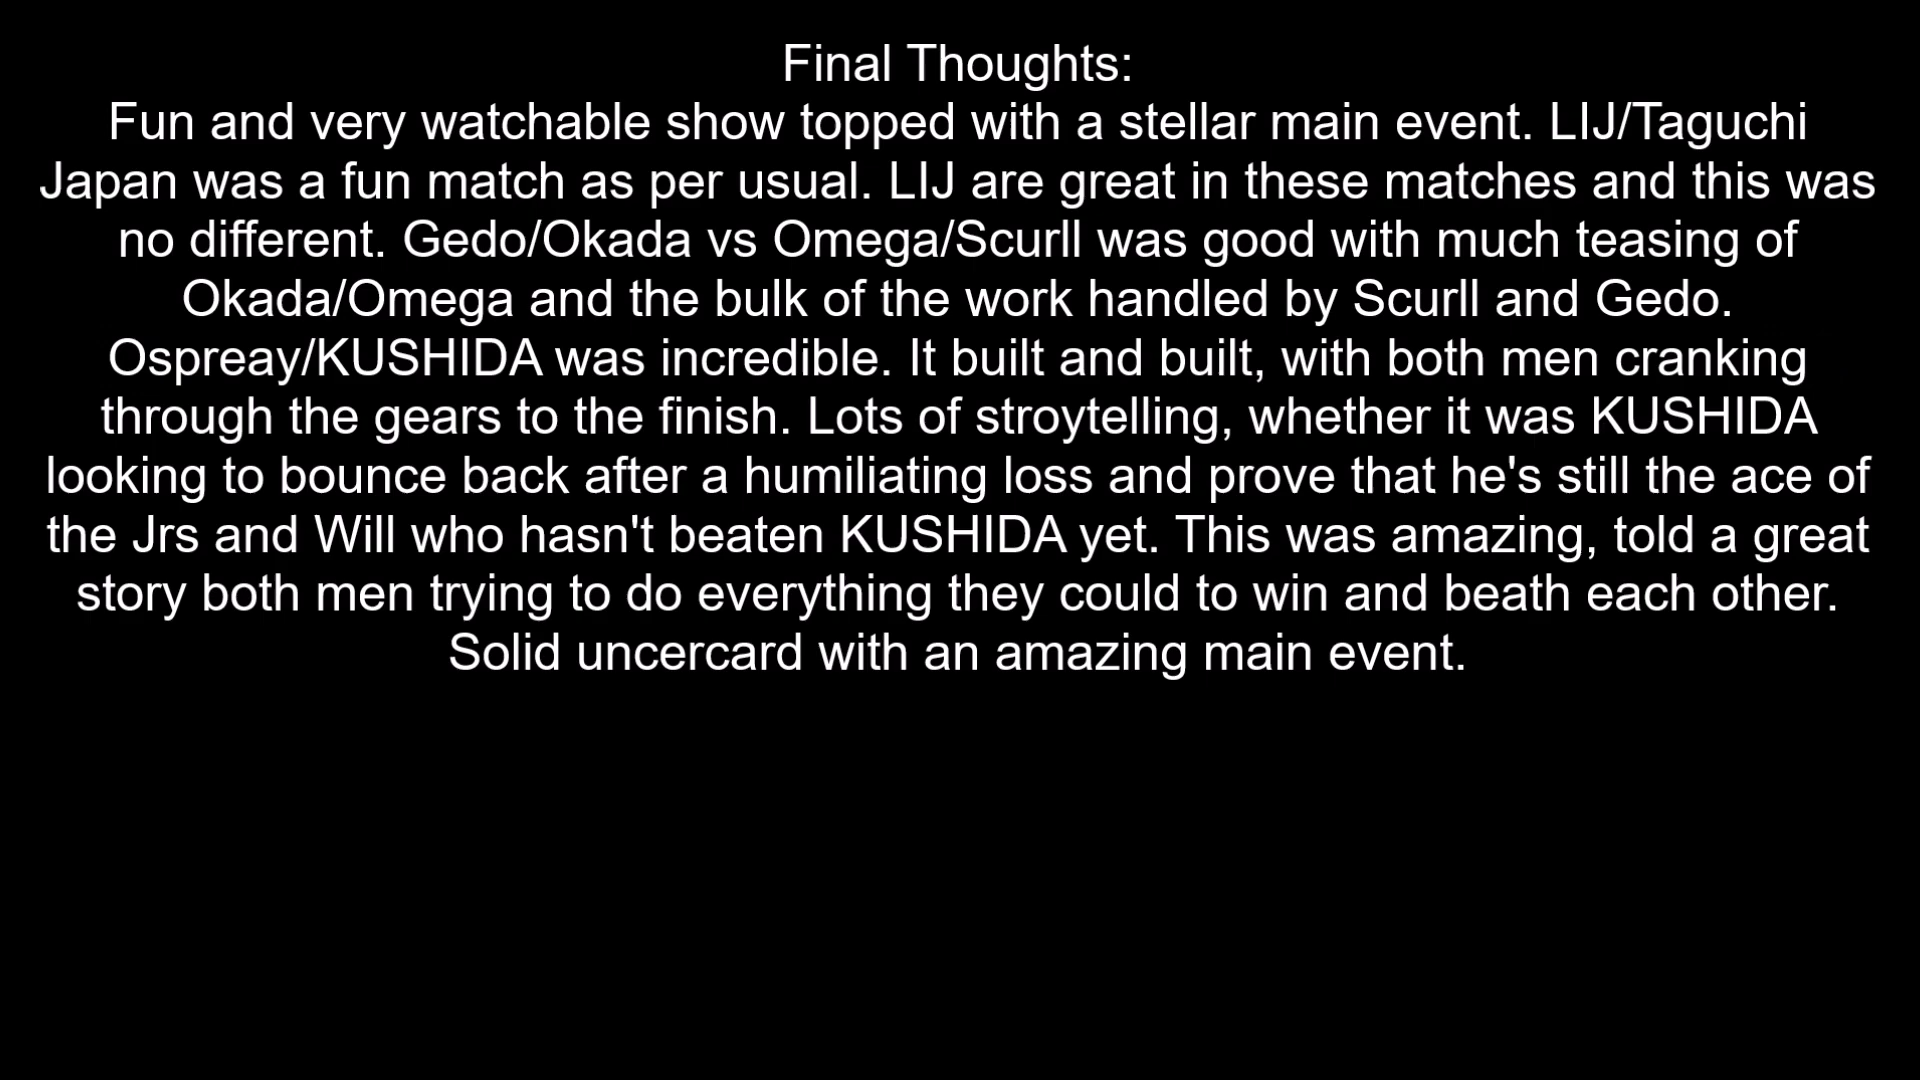 Final Thoughts:
Fun and very watchable show topped with a stellar main event. LIJ/Taguchi
Japan was a fun match as per usual. LIJ are great in these matches and this was
no different. Gedo/Okada vs Omega/Scurll was good with much teasing of
Okada/Omega and the bulk of the work handled by Scurll and Gedo.
Ospreay/KUSHIDA was incredible. It built and built, with both men cranking
through the gears to the finish. Lots of stroytelling, whether it was KUSHIDA
looking to bounce back after a humiliating loss and prove that he's still the ace of
the Jrs and Will who hasn't beaten KUSHIDA yet. This was amazing, told a great
story both men trying to do everything they could to win and beath each other.
Solid uncercard with an amazing main event.